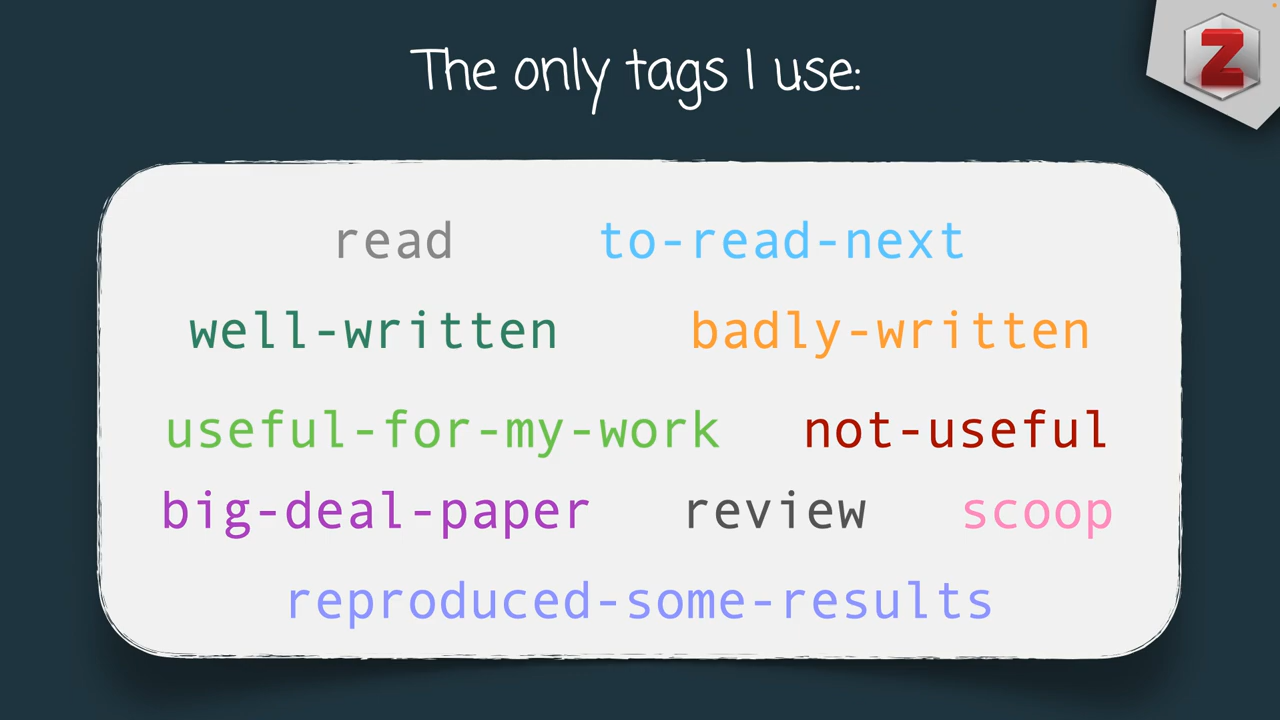 The only tags I use:
Z
read to-read-next
well-written badly-written
useful-for-my-work not-useful
big-deal-paper review scoop
reproduced-some-results